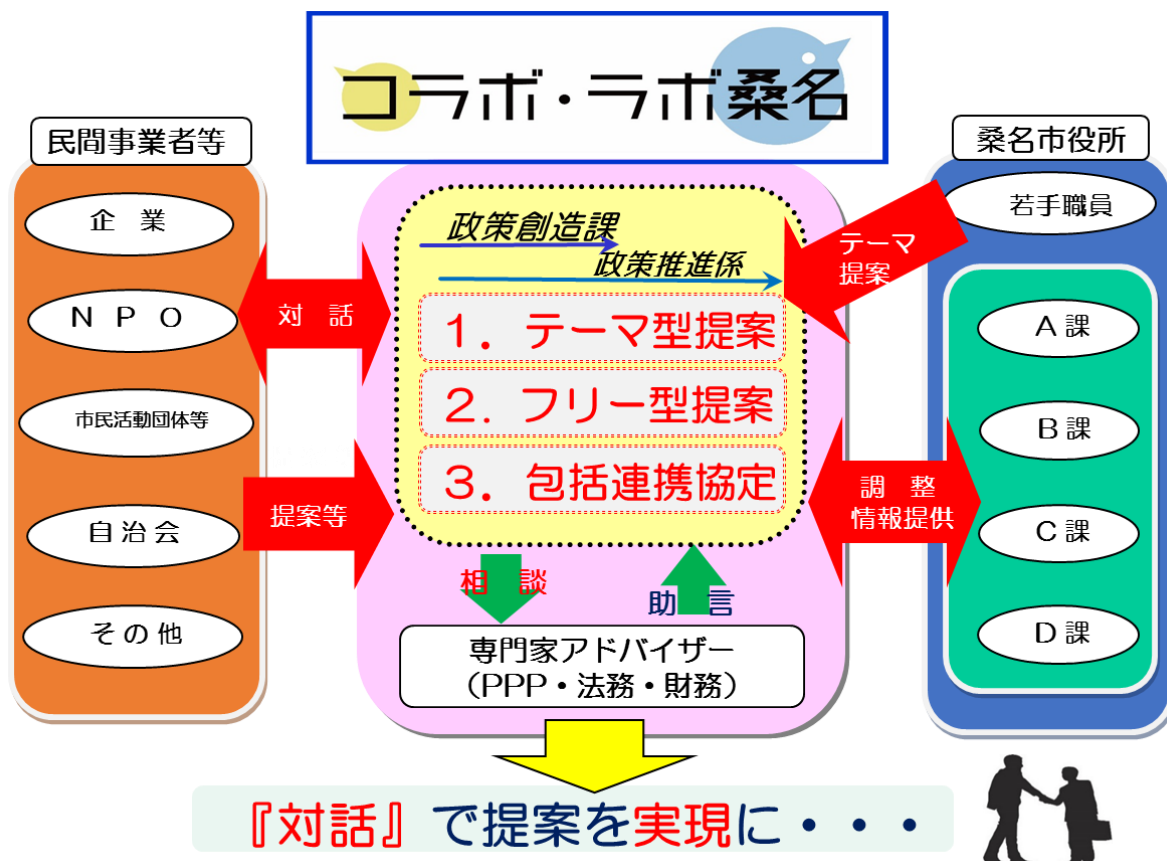 コラボ・ラボ桑名
民間事業者等
企　業
ＮＰＯ
市民活動団体等
自治会
その他
対　話
提案等
政策創造課
政策推進係
１．テーマ型提案
２．フリー型提案
３．包括連携協定
相　談
助　言
専門家アドバイザー
（PPP・法務・財務）
桑名市役所
若手職員
テーマ
提案
Ａ課
Ｂ課
Ｃ課
Ｄ課
調　整
情報提供
『対話』で提案を実現に・・・